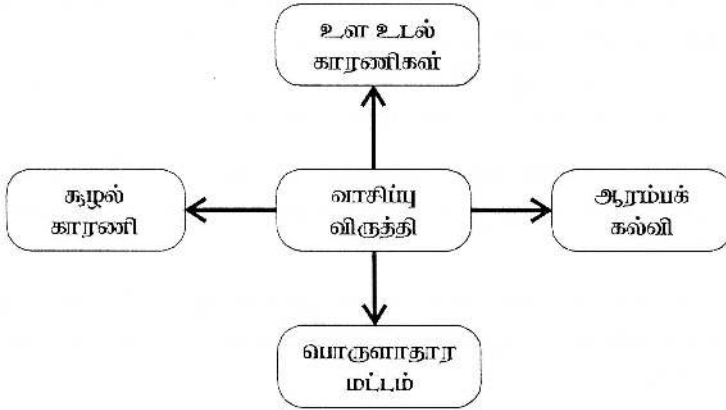 உள உடல்
காரணிகள்
சூழல்
காரணி
வாசிப்பு
விருத்தி
ஆரம்பக்
கல்வி
பொருளாதார
மட்டம்